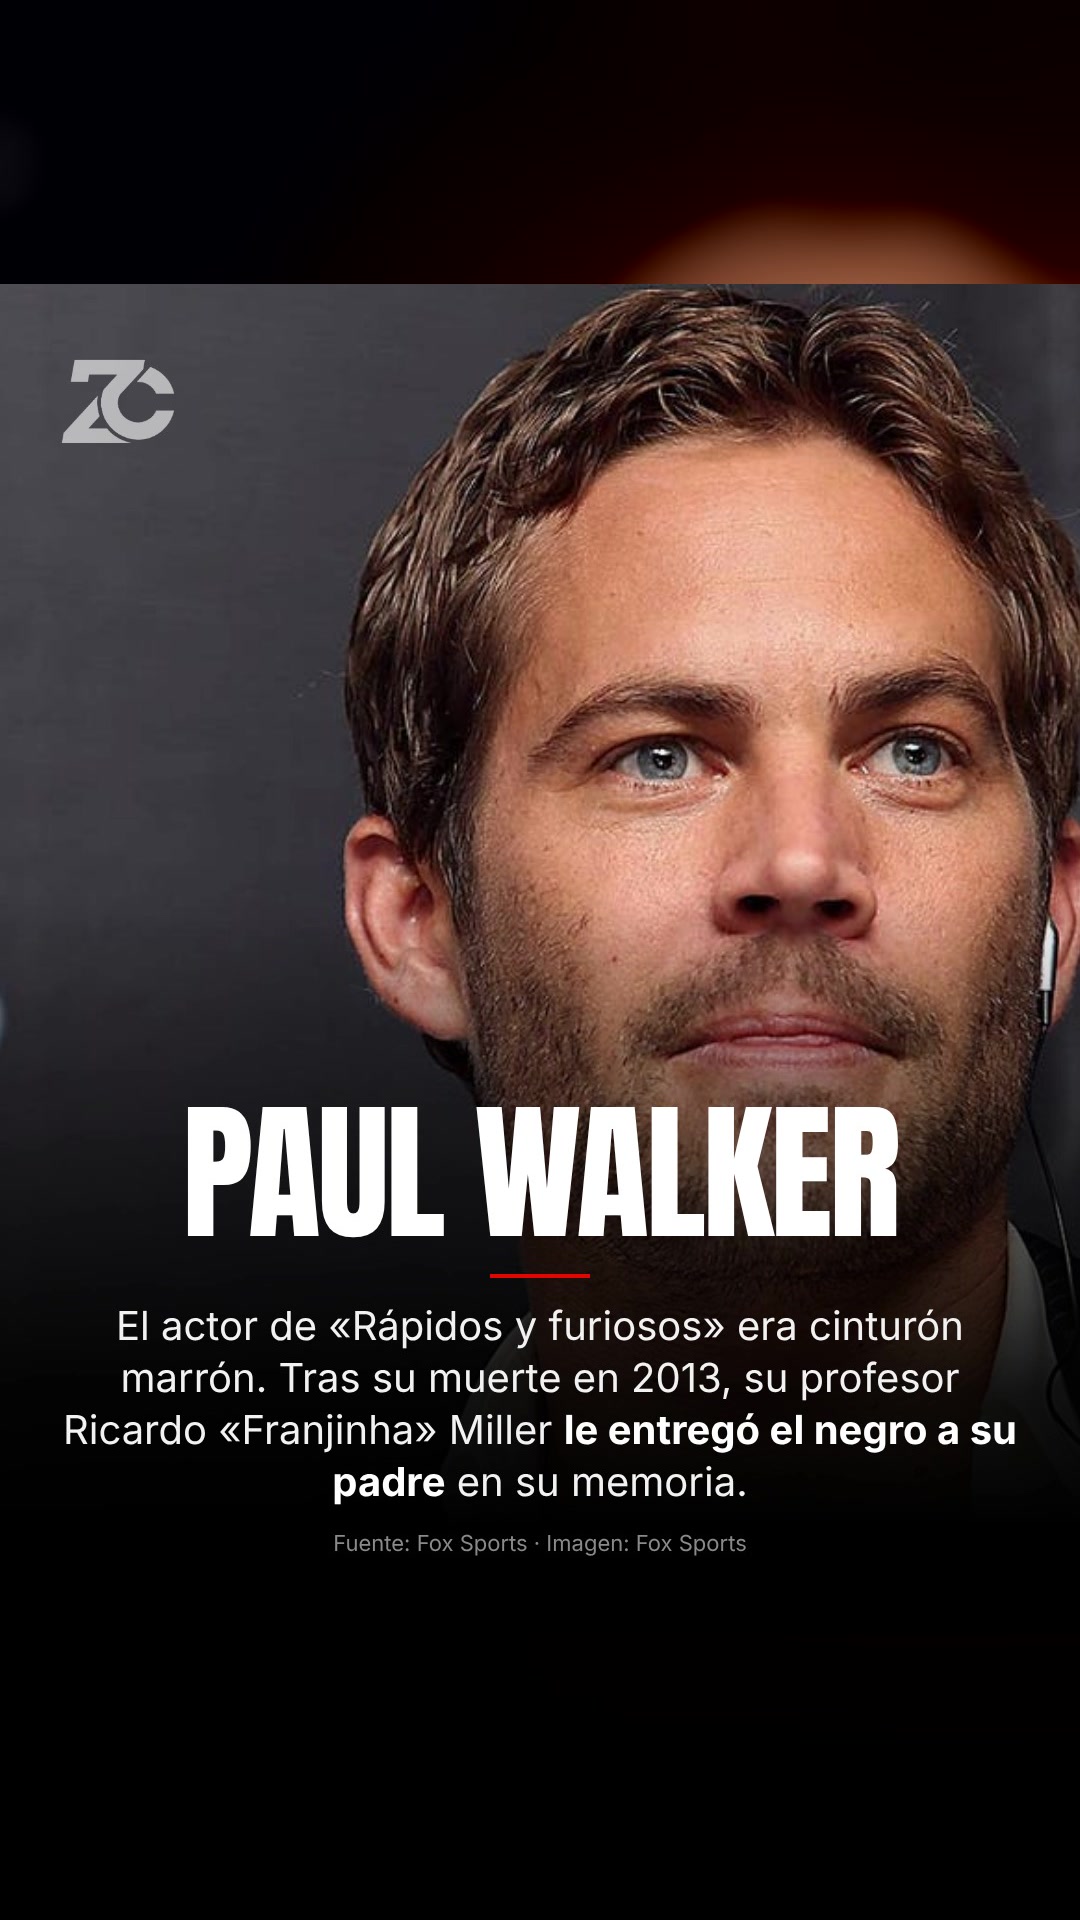 ZC
PAUL WALKER
El actor de «Rápidos y furiosos» era cinturón
marrón. Tras su muerte en 2013, su profesor
Ricardo «Franjinha» Miller le entregó el negro a su
padre en su memoria.
Fuente: Fox Sports · Imagen: Fox Sports